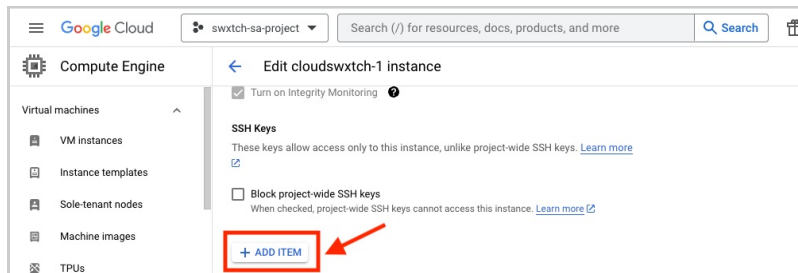 Google Cloud
swxtch-sa-project
Search (/) for resources, docs, products, and more
Search
Compute Engine
Edit cloudswxtch-1 instance
Virtual machines
VM instances
Instance templates
Sole-tenant nodes
Machine images
TPUs
Turn on Integrity Monitoring
SSH Keys
These keys allow access only to this instance, unlike project-wide SSH keys. Learn more
Block project-wide SSH keys
When checked, project-wide SSH keys cannot access this instance. Learn more
+ ADD ITEM